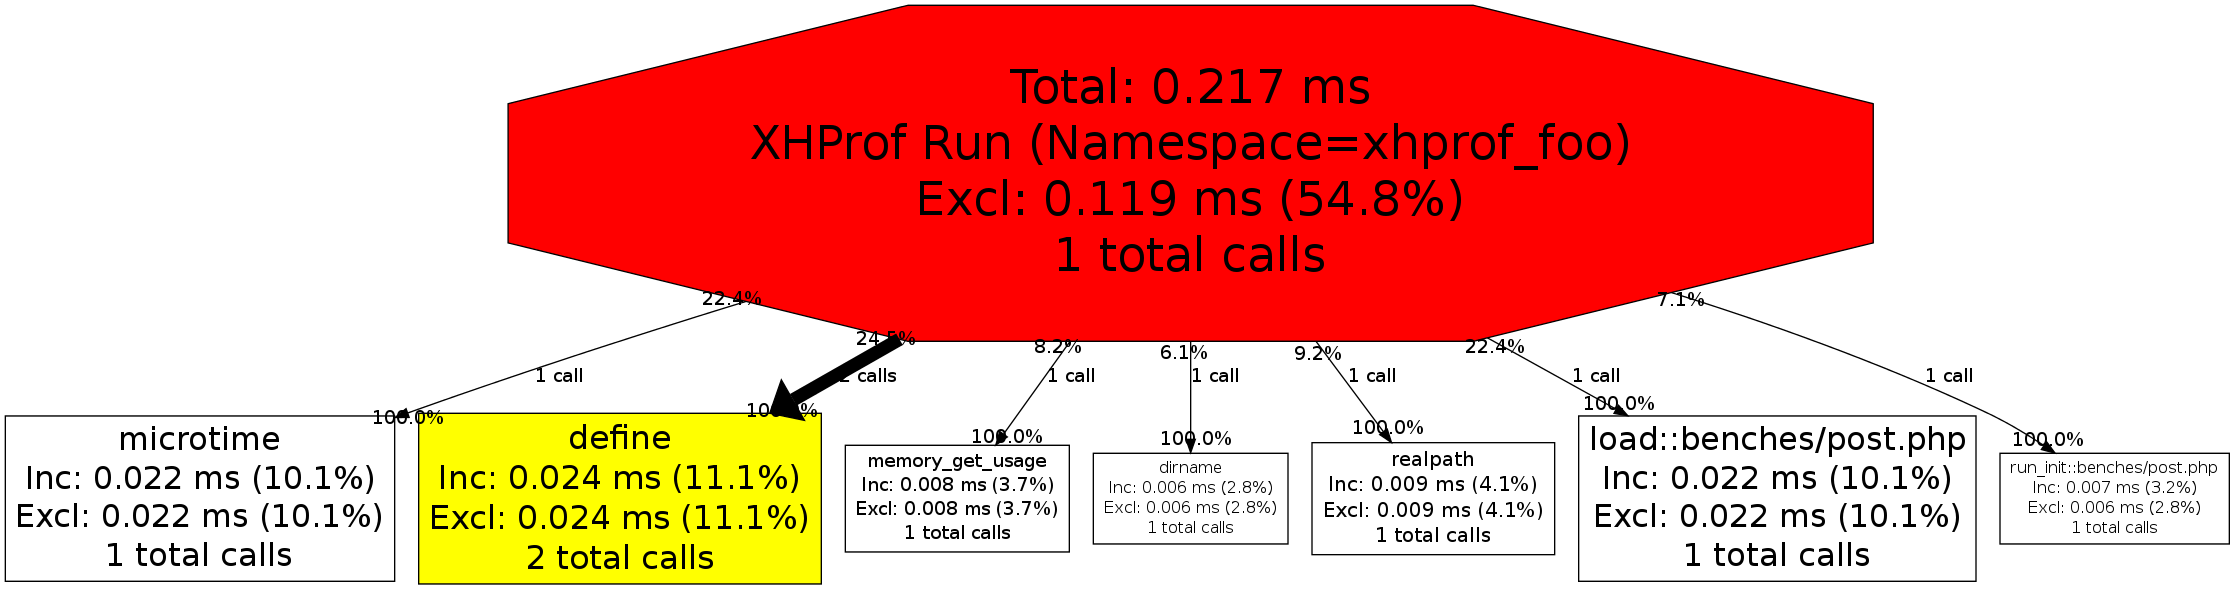 Total: 0.217 ms
XHProf Run (Namespace=xhprof_foo)
Excl: 0.119 ms (54.8%)
1 total calls
22.4%
24.5%
8.2%
6.1%
9.2%
22.4%
7.1%
1 call
2 calls
1 call
1 call
1 call
1 call
1 call
100.0%
100.0%
100.0%
100.0%
100.0%
100.0%
100.0%
microtime
Inc: 0.022 ms (10.1%)
Excl: 0.022 ms (10.1%)
1 total calls
define
Inc: 0.024 ms (11.1%)
Excl: 0.024 ms (11.1%)
2 total calls
memory_get_usage
Inc: 0.008 ms (3.7%)
Excl: 0.008 ms (3.7%)
1 total calls
dirname
Inc: 0.006 ms (2.8%)
Excl: 0.006 ms (2.8%)
1 total calls
realpath
Inc: 0.009 ms (4.1%)
Excl: 0.009 ms (4.1%)
1 total calls
load::benches/post.php
Inc: 0.022 ms (10.1%)
Excl: 0.022 ms (10.1%)
1 total calls
run_init::benches/post.php
Inc: 0.007 ms (3.2%)
Excl: 0.006 ms (2.8%)
1 total calls